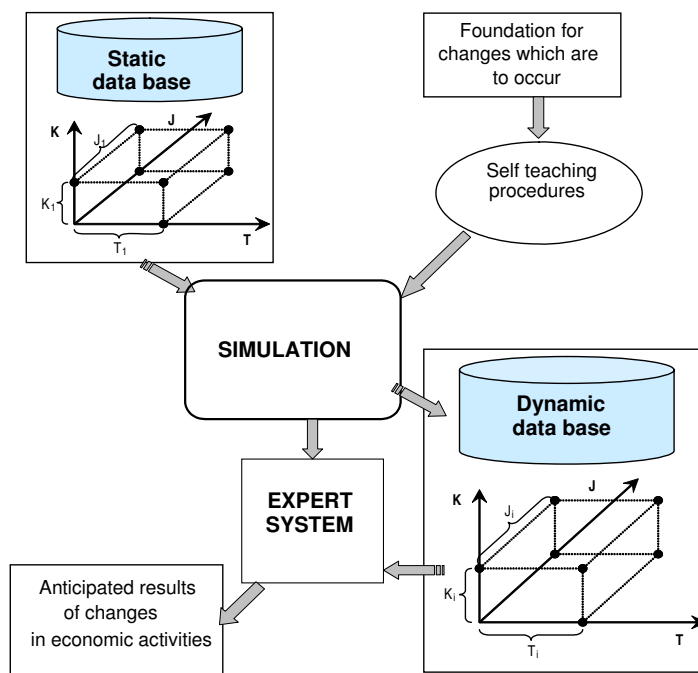 Static
data base
K
J₁
J
K₁
T₁
T
Foundation for
changes which are
to occur
Self teaching
procedures
SIMULATION
Dynamic
data base
K
Jᵢ
J
Kᵢ
Tᵢ
T
EXPERT
SYSTEM
Anticipated results
of changes
in economic activities